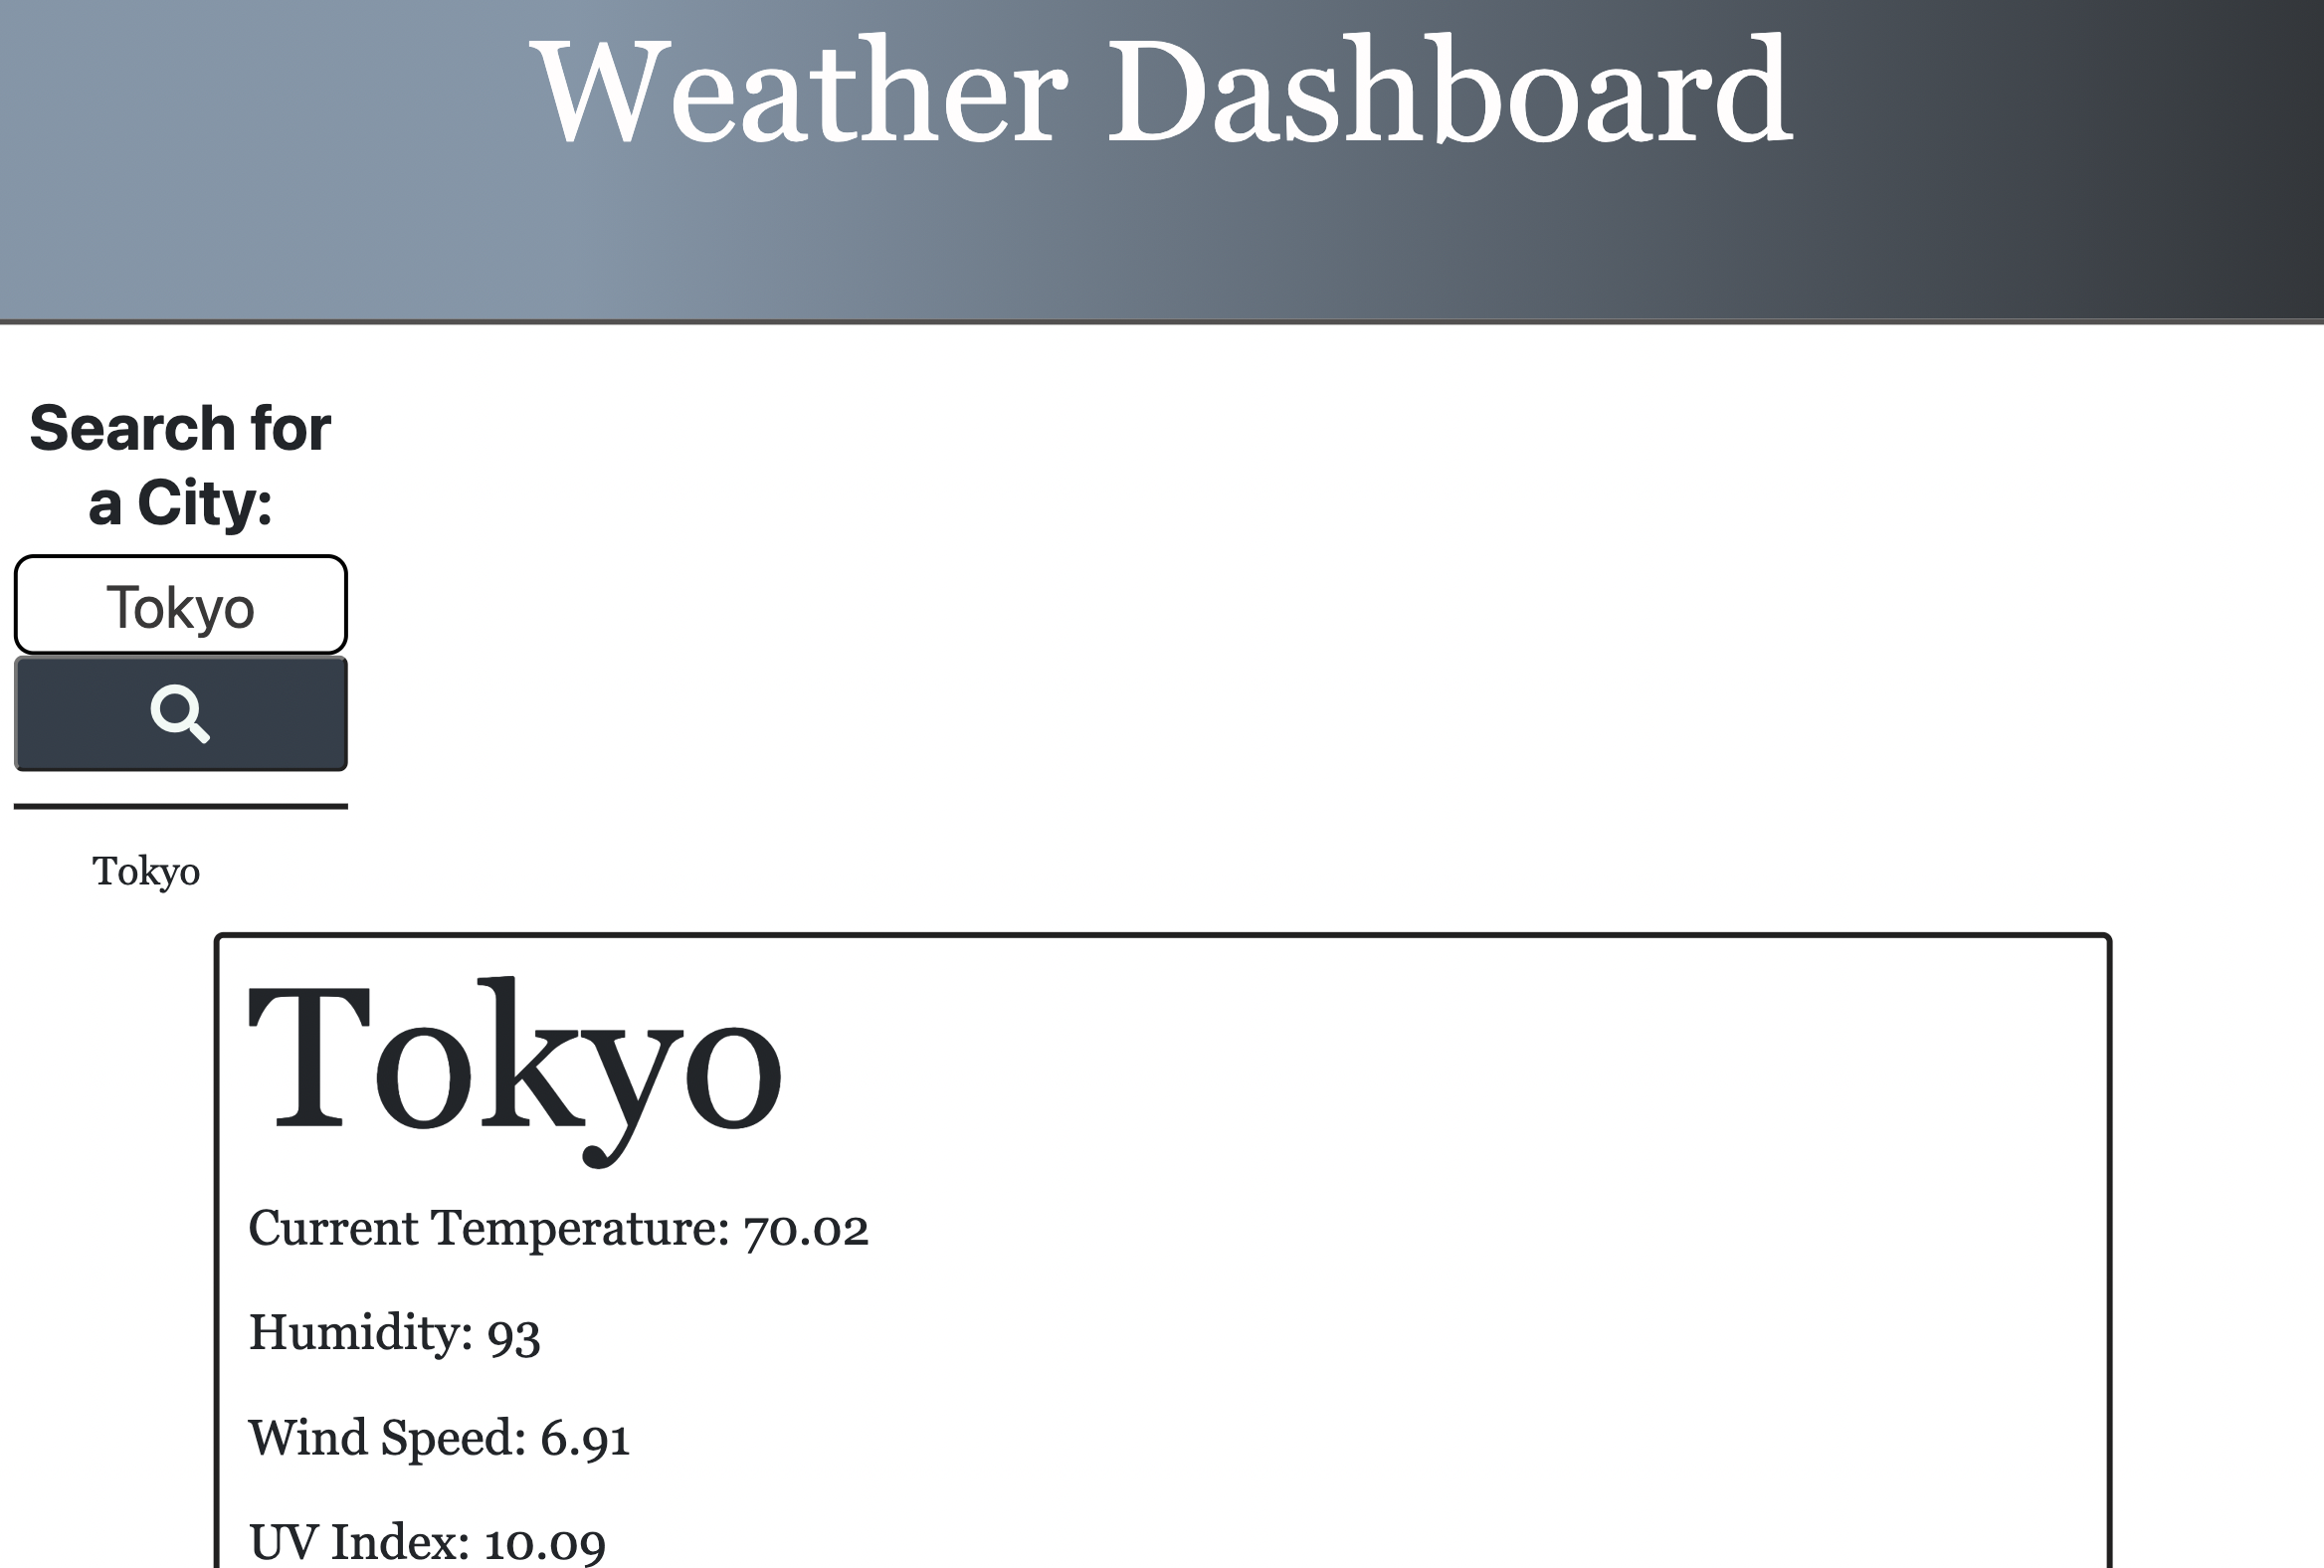 Weather Dashboard
Search for
a City:
Tokyo
Tokyo
Tokyo
Current Temperature: 70.02
Humidity: 93
Wind Speed: 6.91
UV Index: 10.09